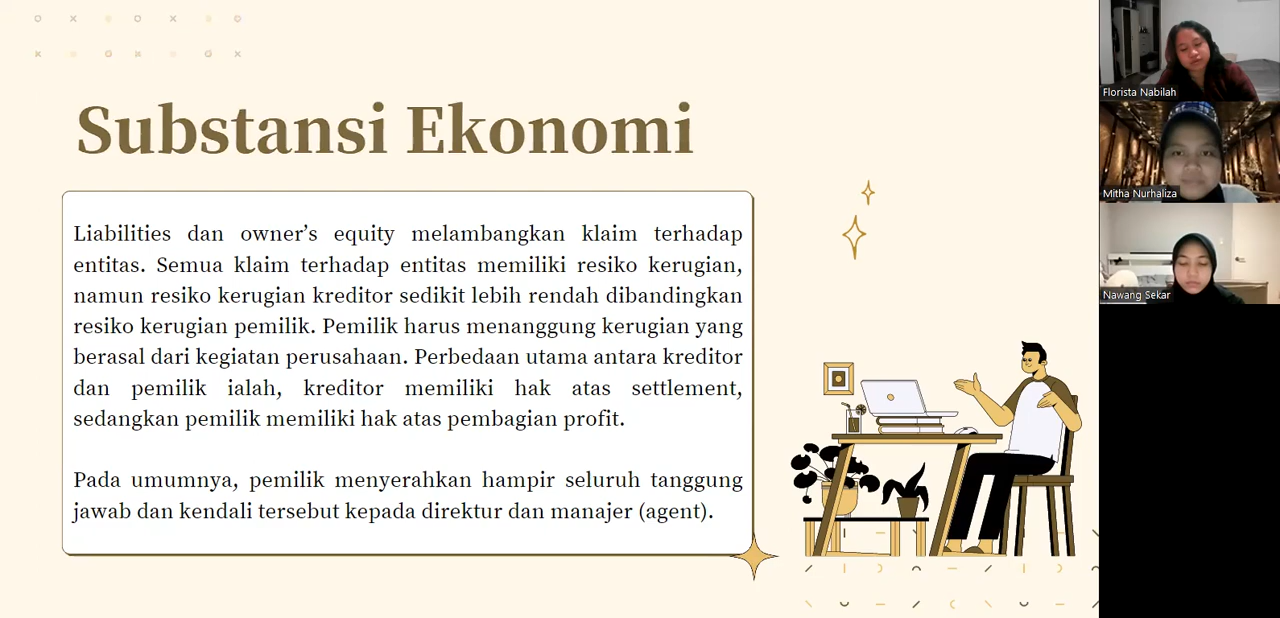 Substansi Ekonomi
Liabilities dan owner’s equity melambangkan klaim terhadap
entitas. Semua klaim terhadap entitas memiliki resiko kerugian,
namun resiko kerugian kreditor sedikit lebih rendah dibandingkan
resiko kerugian pemilik. Pemilik harus menanggung kerugian yang
berasal dari kegiatan perusahaan. Perbedaan utama antara kreditor
dan pemilik ialah, kreditor memiliki hak atas settlement,
sedangkan pemilik memiliki hak atas pembagian profit.
Pada umumnya, pemilik menyerahkan hampir seluruh tanggung
jawab dan kendali tersebut kepada direktur dan manajer (agent).
Florista Nabilah
Mitha Nurhaliza
Nawang Sekar